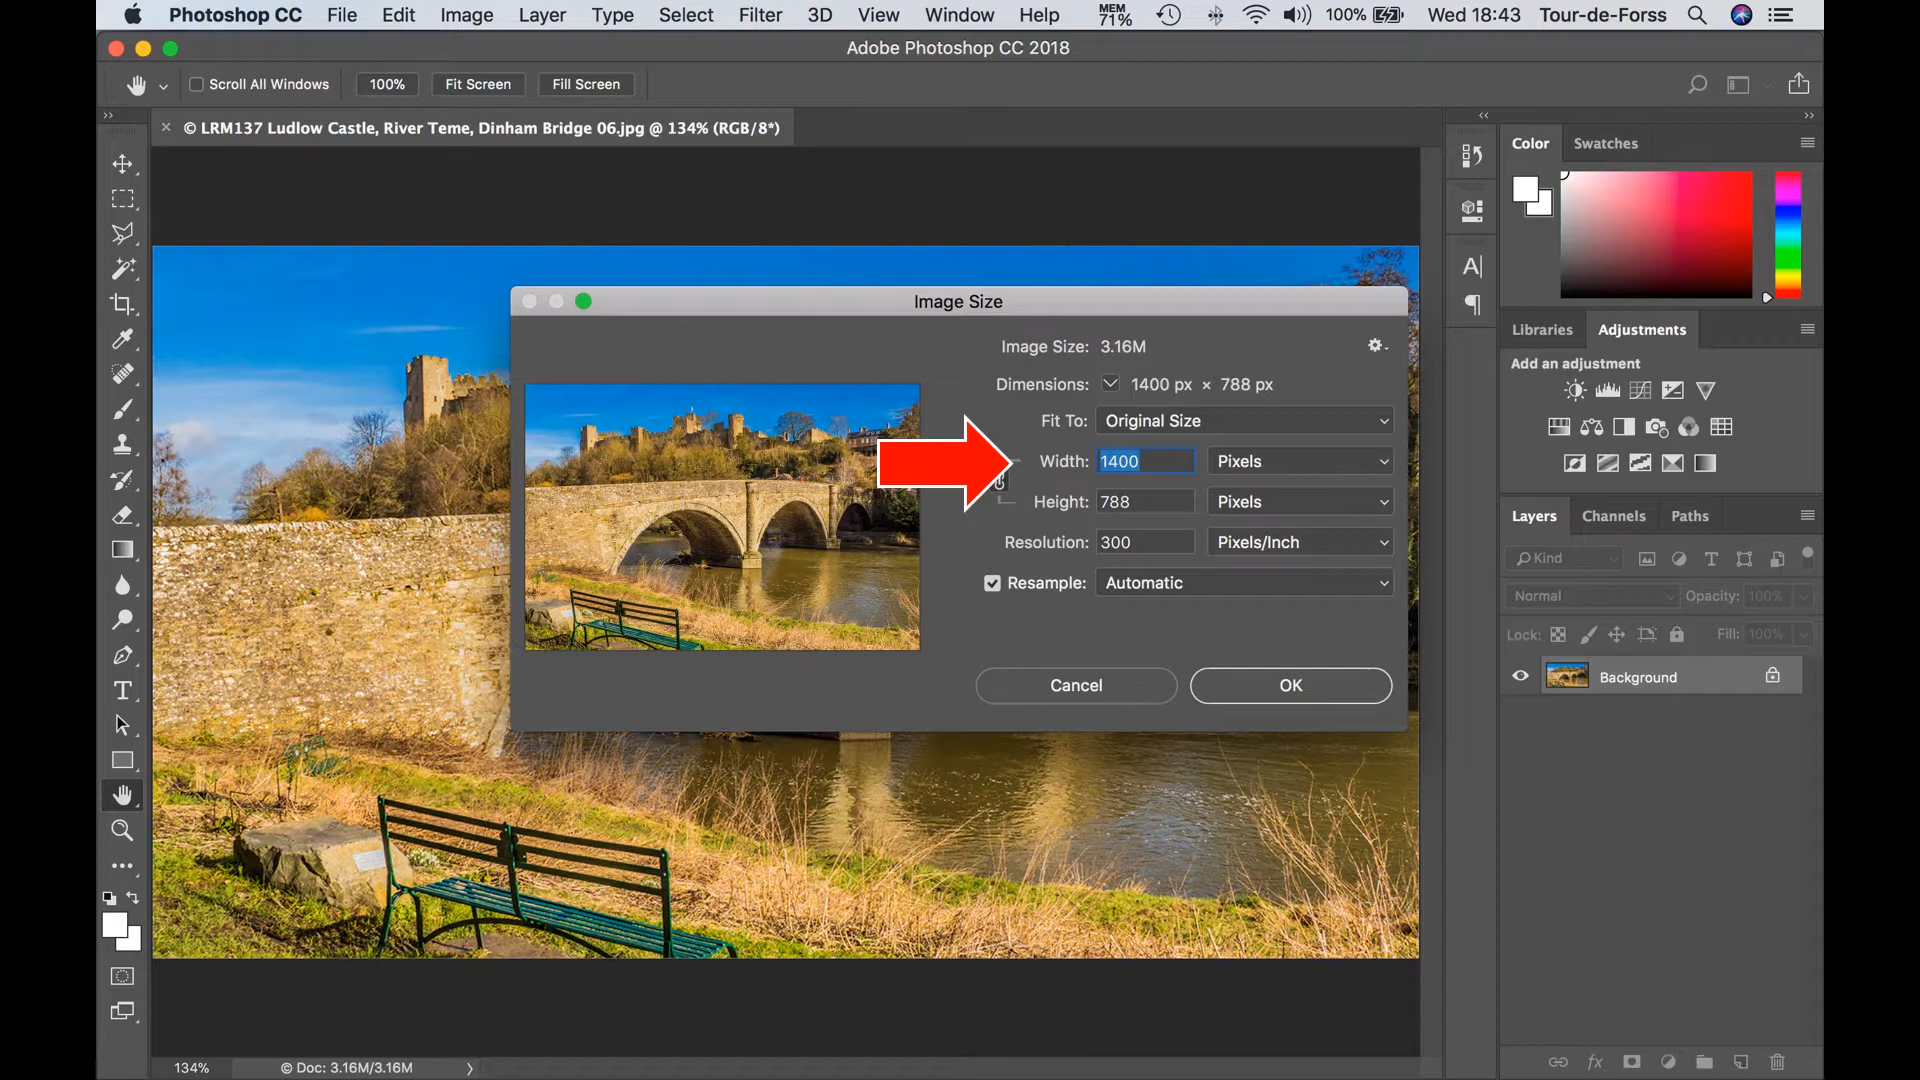 Photoshop CC File Edit Image Layer Type Select Filter 3D View Window Help MEM 71% 100% Wed 18:43 Tour-de-Forss
Adobe Photoshop CC 2018
Scroll All Windows 100% Fit Screen Fill Screen
© LRM137 Ludlow Castle, River Teme, Dinham Bridge 06.jpg @ 134% (RGB/8*)
Color Swatches
Image Size
Libraries Adjustments
Image Size: 3.16M
Add an adjustment
Dimensions: 1400 px × 788 px
Fit To: Original Size
Width: 1400 Pixels
Height: 788 Pixels
Layers Channels Paths
Resolution: 300 Pixels/Inch
Kind
Resample: Automatic
Normal Opacity: 100%
Lock: Fill: 100%
Background
Cancel OK
134% © Doc: 3.16M/3.16M